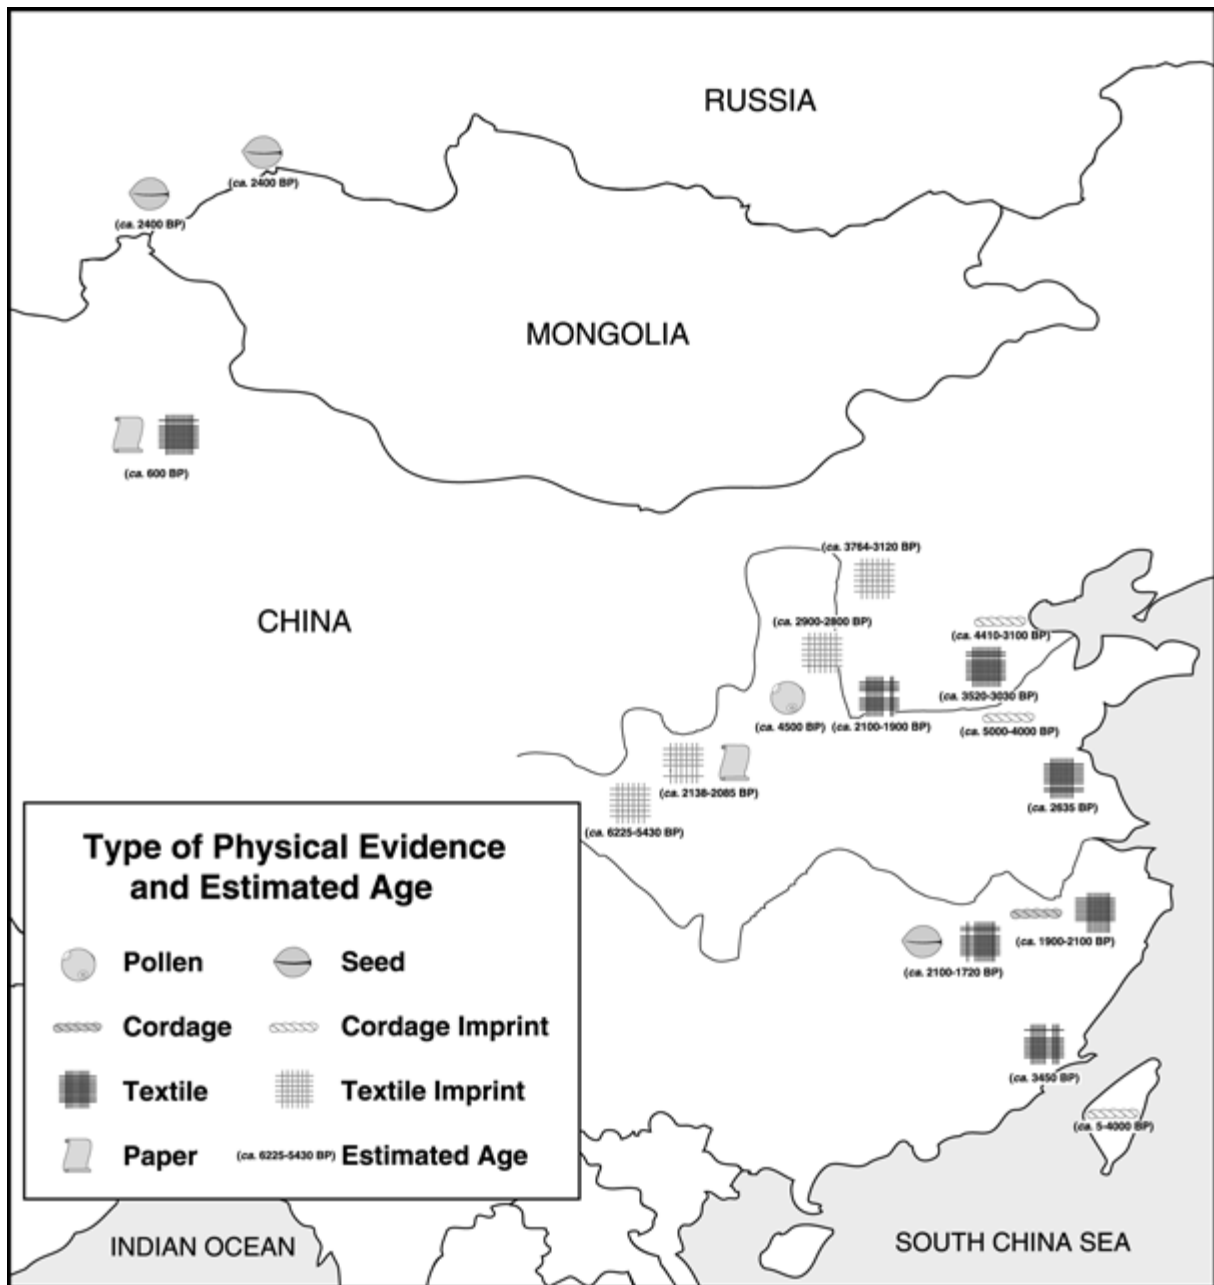 RUSSIA
(ca. 2400 BP)
(ca. 2400 BP)
MONGOLIA
(ca. 600 BP)
(ca. 3764-3120 BP)
CHINA
(ca. 2900-2800 BP)
(ca. 4410-3100 BP)
(ca. 3520-3030 BP)
(ca. 4500 BP)
(ca. 2100-1900 BP)
(ca. 5000-4000 BP)
(ca. 2138-2085 BP)
(ca. 2635 BP)
(ca. 6225-5430 BP)
Type of Physical Evidence
and Estimated Age
Pollen
Seed
Cordage
Cordage Imprint
Textile
Textile Imprint
Paper
(ca. 6225-5430 BP) Estimated Age
(ca. 1900-2100 BP)
(ca. 2100-1720 BP)
(ca. 3450 BP)
(ca. 5-4000 BP)
INDIAN OCEAN
SOUTH CHINA SEA